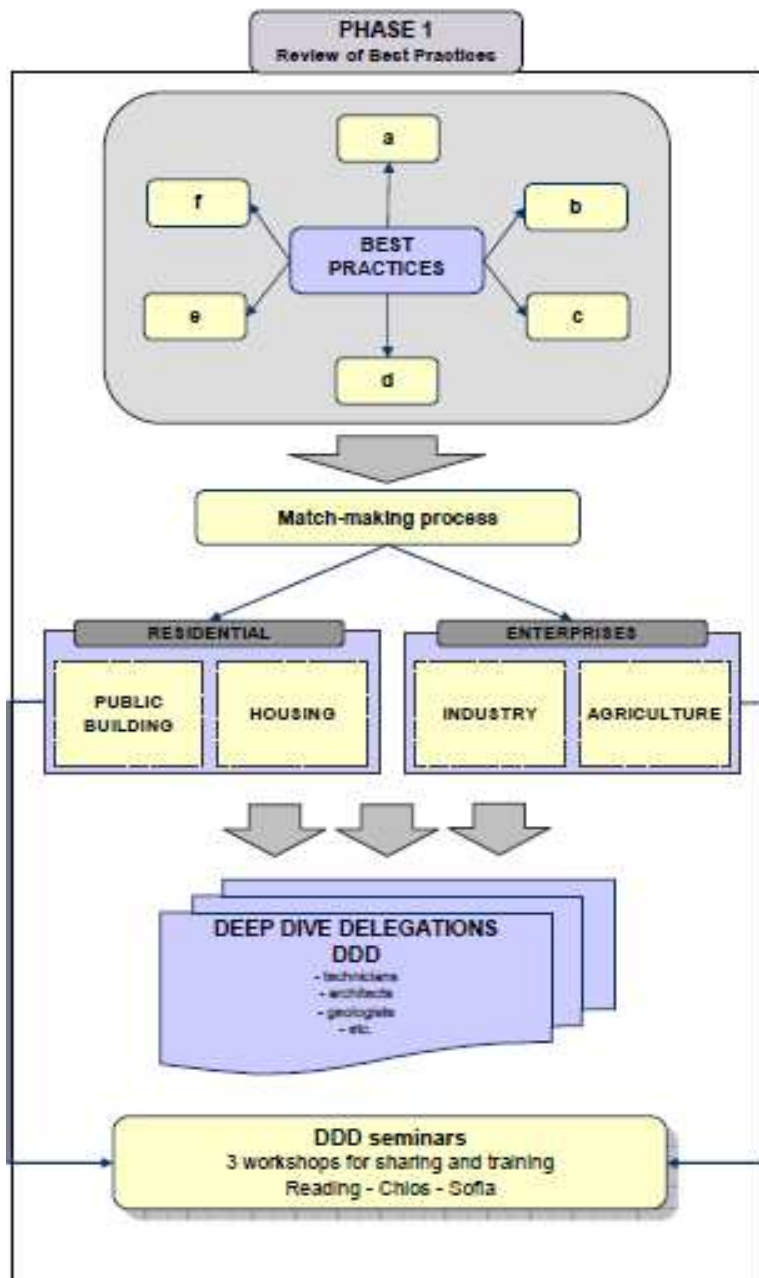 PHASE 1
Review of Best Practices
a
f
b
BEST
PRACTICES
e
c
d
Match-making process
RESIDENTIAL
ENTERPRISES
PUBLIC
BUILDING
HOUSING
INDUSTRY
AGRICULTURE
DEEP DIVE DELEGATIONS
DDD
- technicians
- architects
- geologists
- etc.
DDD seminars
3 workshops for sharing and training
Reading - Chios - Sofia